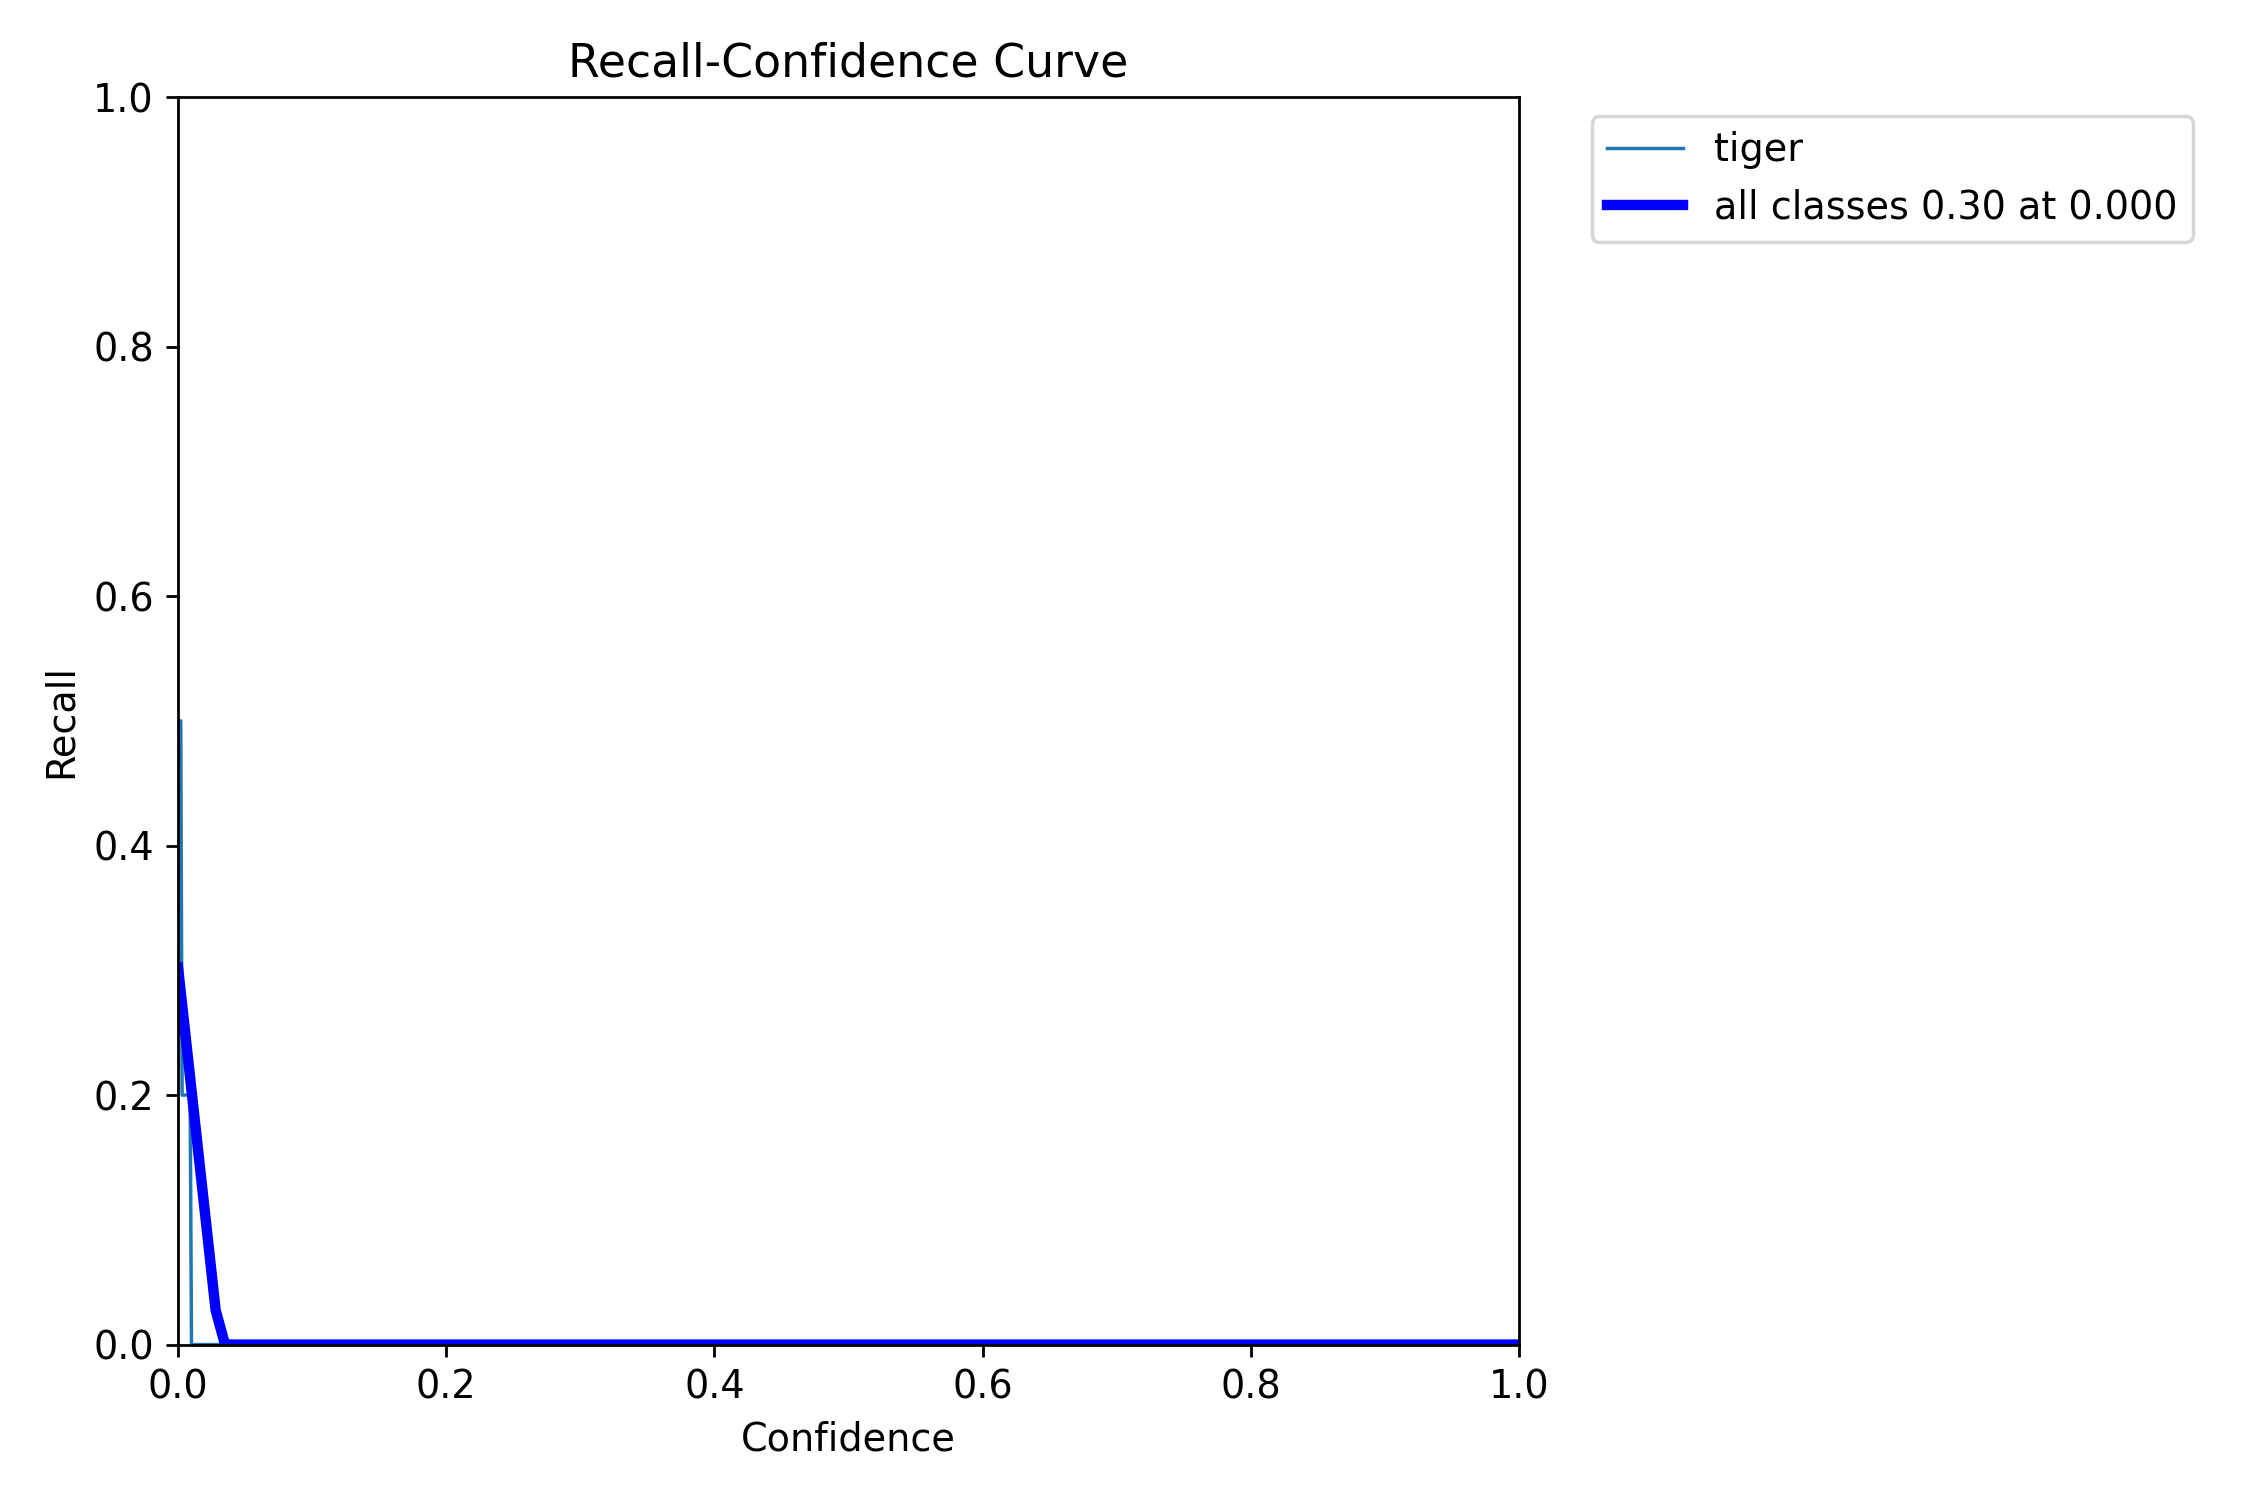 Recall-Confidence Curve
tiger
all classes 0.30 at 0.000
Recall
1.0
0.8
0.6
0.4
0.2
0.0
0.0 0.2 0.4 0.6 0.8 1.0
Confidence